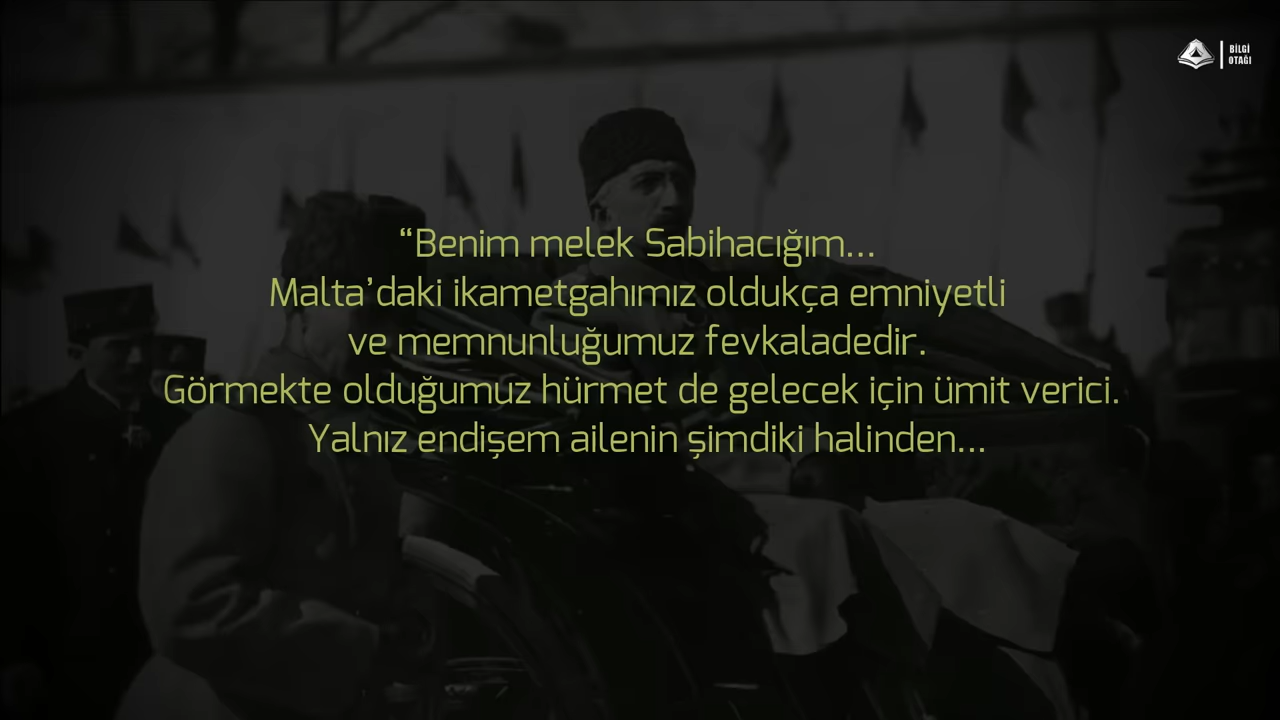 BİLGİ
OTAĞI
“Benim melek Sabihacığım...
Malta’daki ikametgahımız oldukça emniyetli
ve memnunluğumuz fevkaladedir.
Görmekte olduğumuz hürmet de gelecek için ümit verici.
Yalnız endişem ailenin şimdiki halinden...